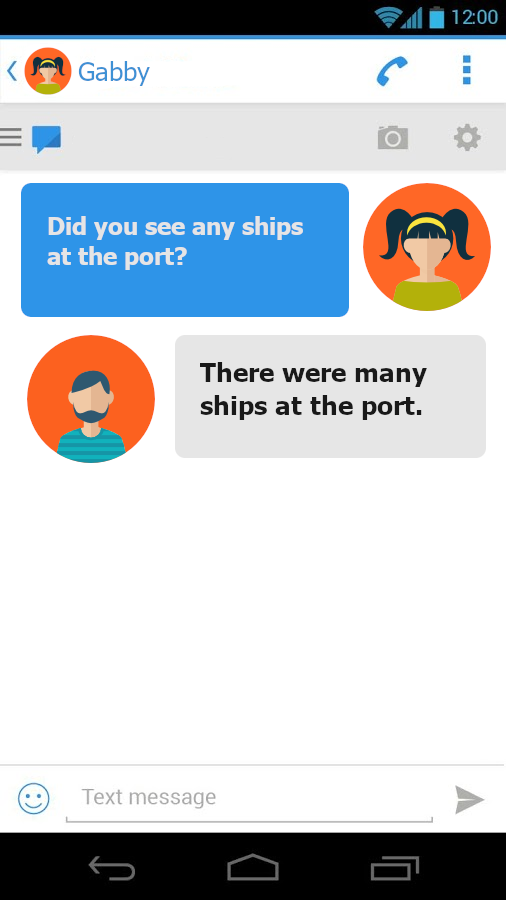 12:00
Gabby
Did you see any ships
at the port?
There were many
ships at the port.
Text message